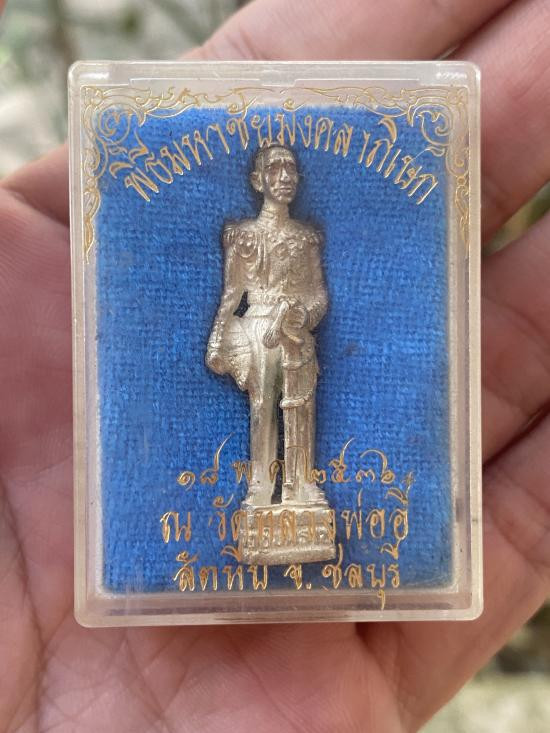 พิธีมหาชัยมังคลาภิเษก
๑๘ พ.ค. ๒๕๓๖
ณ วัดหลวงพ่ออี๋
สัตหีบ จ. ชลบุรี